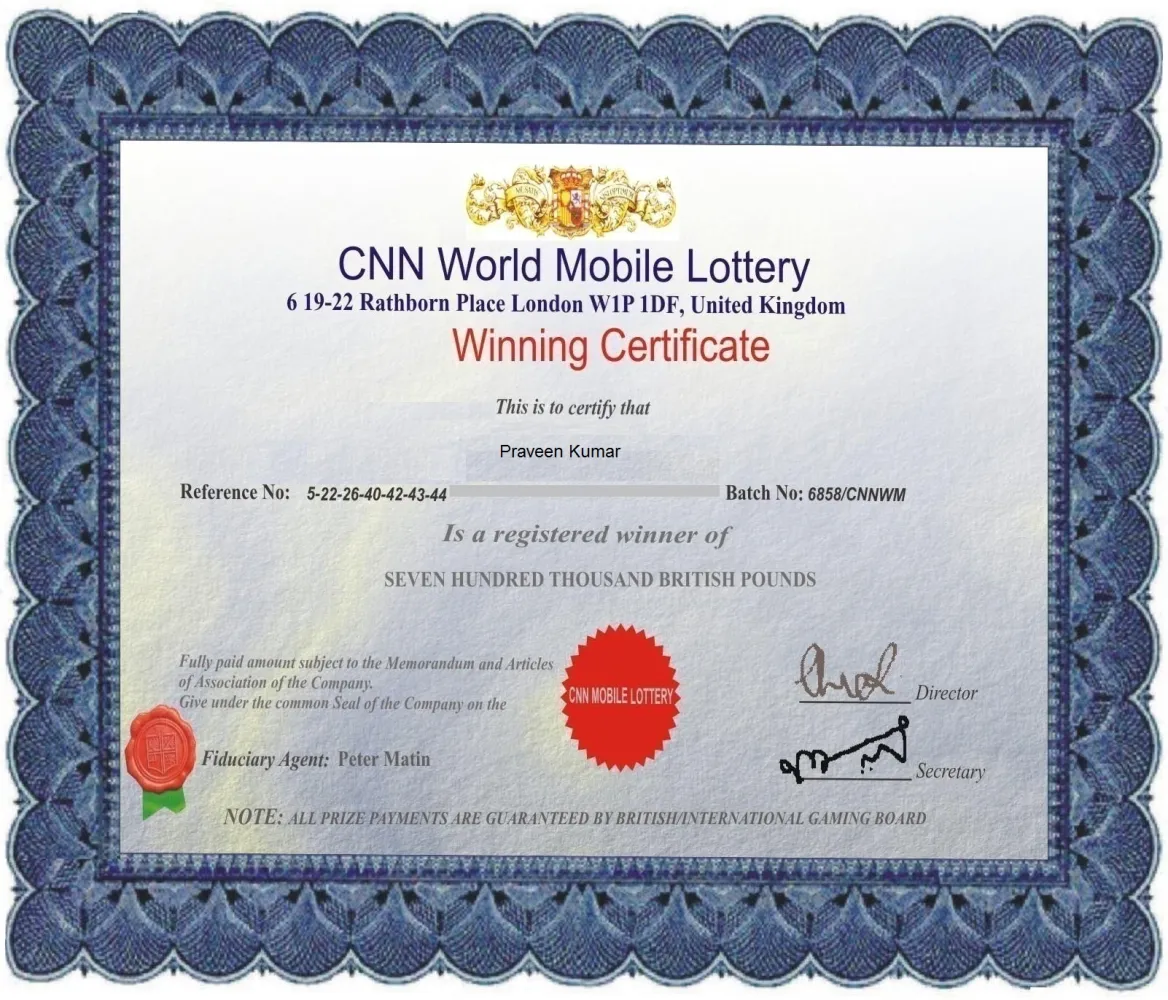 CNN World Mobile Lottery
6 19-22 Rathborn Place London W1P 1DF, United Kingdom
Winning Certificate
This is to certify that
Praveen Kumar
Reference No: 5-22-26-40-42-43-44 Batch No: 6858/CNNWM
Is a registered winner of
SEVEN HUNDRED THOUSAND BRITISH POUNDS
Fully paid amount subject to the Memorandum and Articles
of Association of the Company.
Give under the common Seal of the Company on the
CNN MOBILE LOTTERY
Director
Fiduciary Agent: Peter Matin
Secretary
NOTE: ALL PRIZE PAYMENTS ARE GUARANTEED BY BRITISH/INTERNATIONAL GAMING BOARD